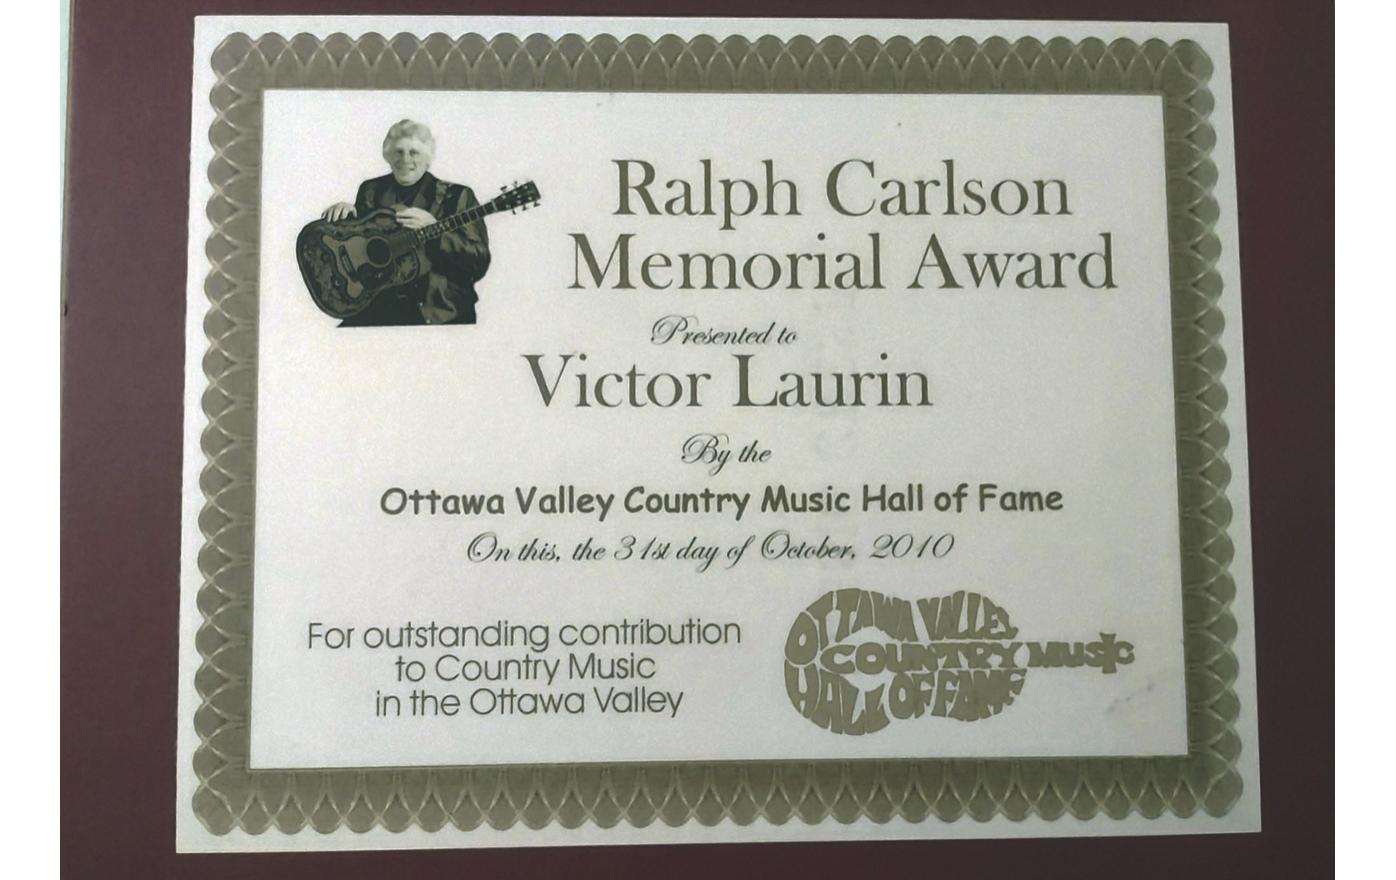 Ralph Carlson
Memorial Award
Presented to
Victor Laurin
By the
Ottawa Valley Country Music Hall of Fame
On this, the 31st day of October, 2010
For outstanding contribution
to Country Music
in the Ottawa Valley
OTTAWA VALLEY
COUNTRY MUSIC
HALL OF FAME